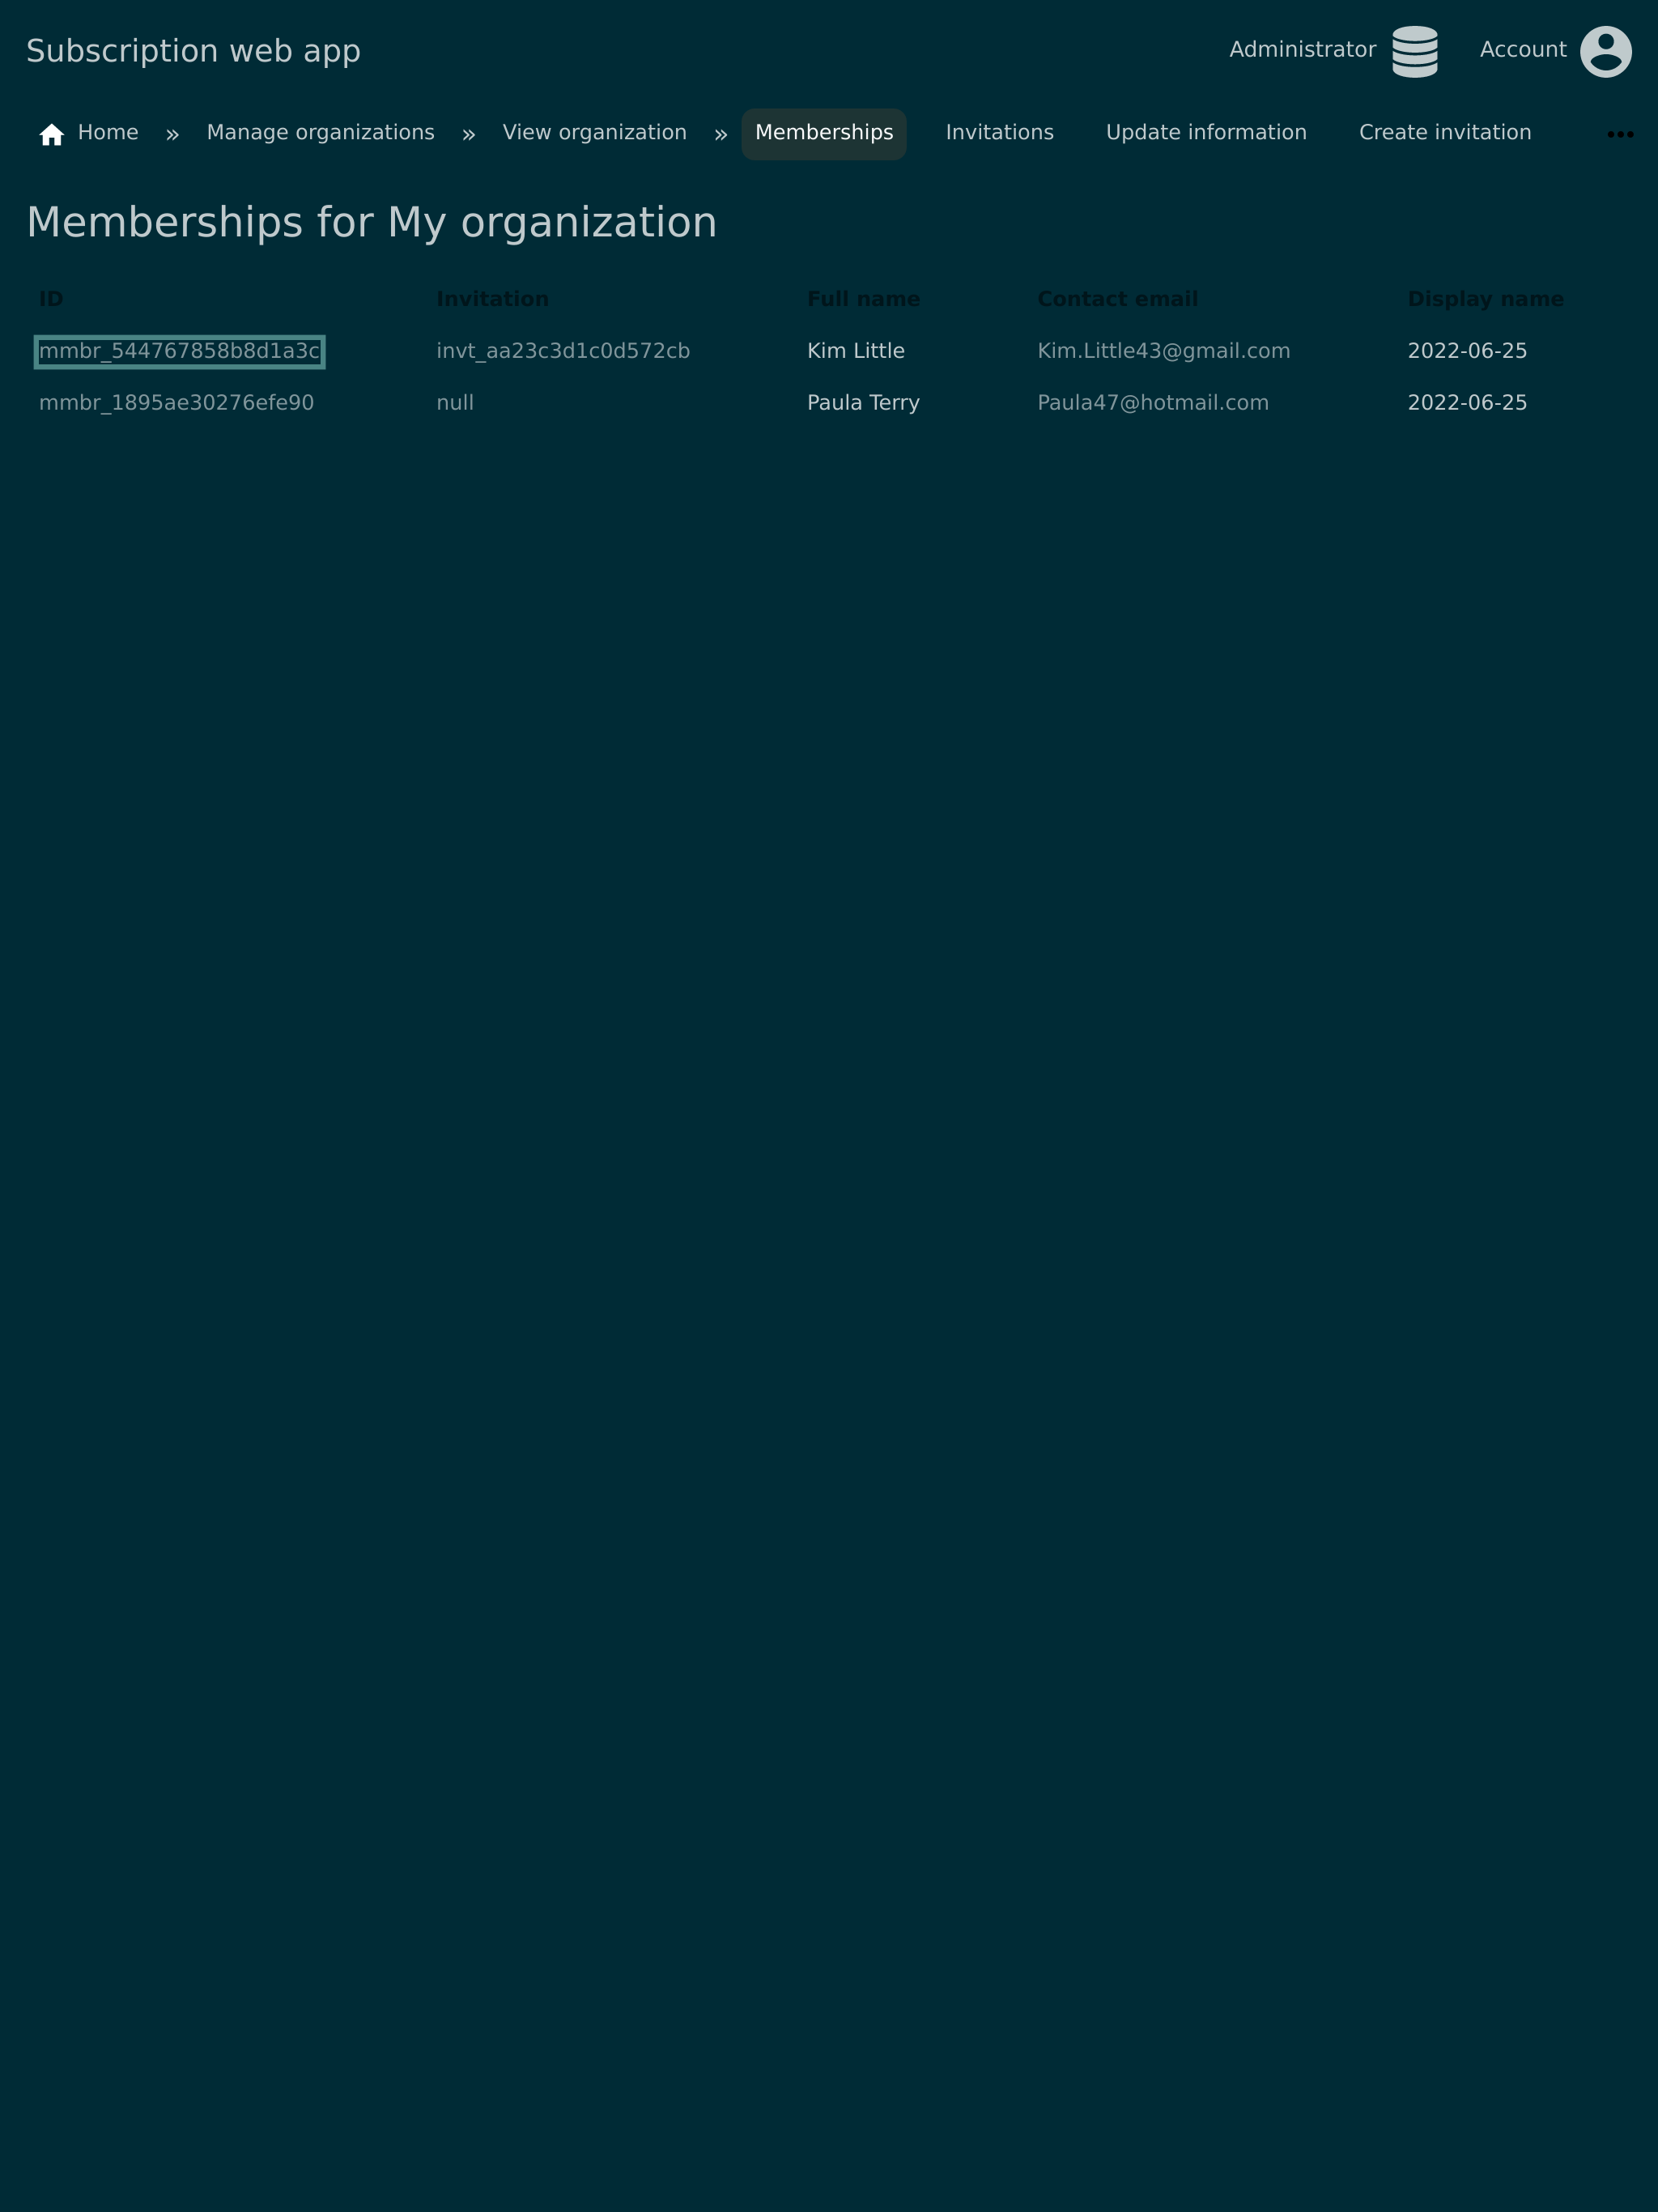 Subscription web app Administrator Account
Home » Manage organizations » View organization » Memberships Invitations Update information Create invitation •••
Memberships for My organization
ID Invitation Full name Contact email Display name
mmbr_544767858b8d1a3c invt_aa23c3d1c0d572cb Kim Little Kim.Little43@gmail.com 2022-06-25
mmbr_1895ae30276efe90 null Paula Terry Paula47@hotmail.com 2022-06-25